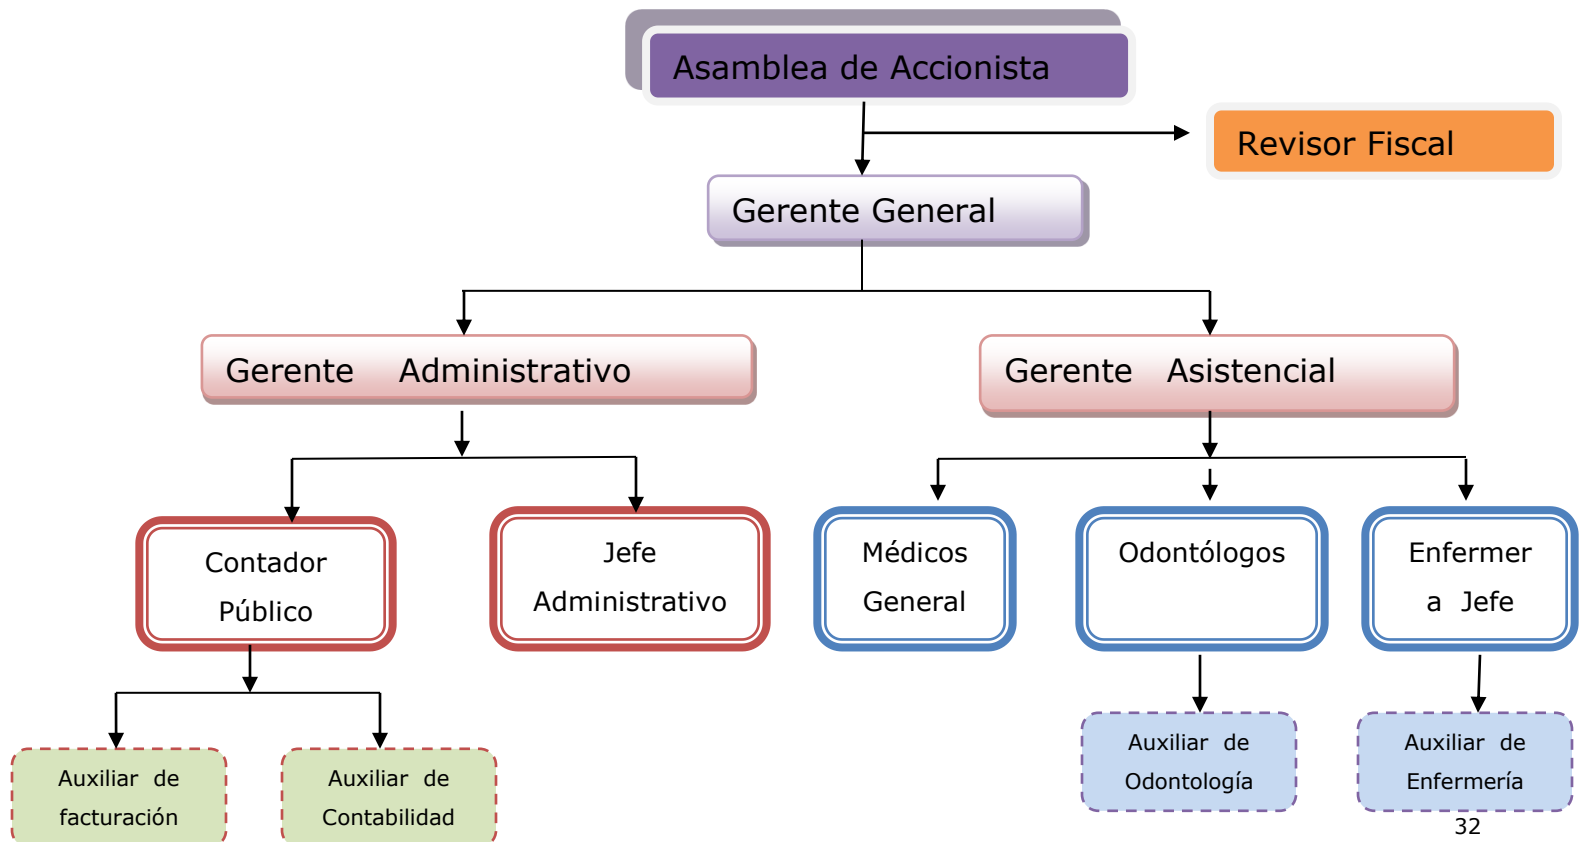 Asamblea de Accionista
Revisor Fiscal
Gerente General
Gerente Administrativo
Gerente Asistencial
Contador
Público
Jefe
Administrativo
Médicos
General
Odontólogos
Enfermer
a Jefe
Auxiliar de
facturación
Auxiliar de
Contabilidad
Auxiliar de
Odontología
Auxiliar de
Enfermería
32